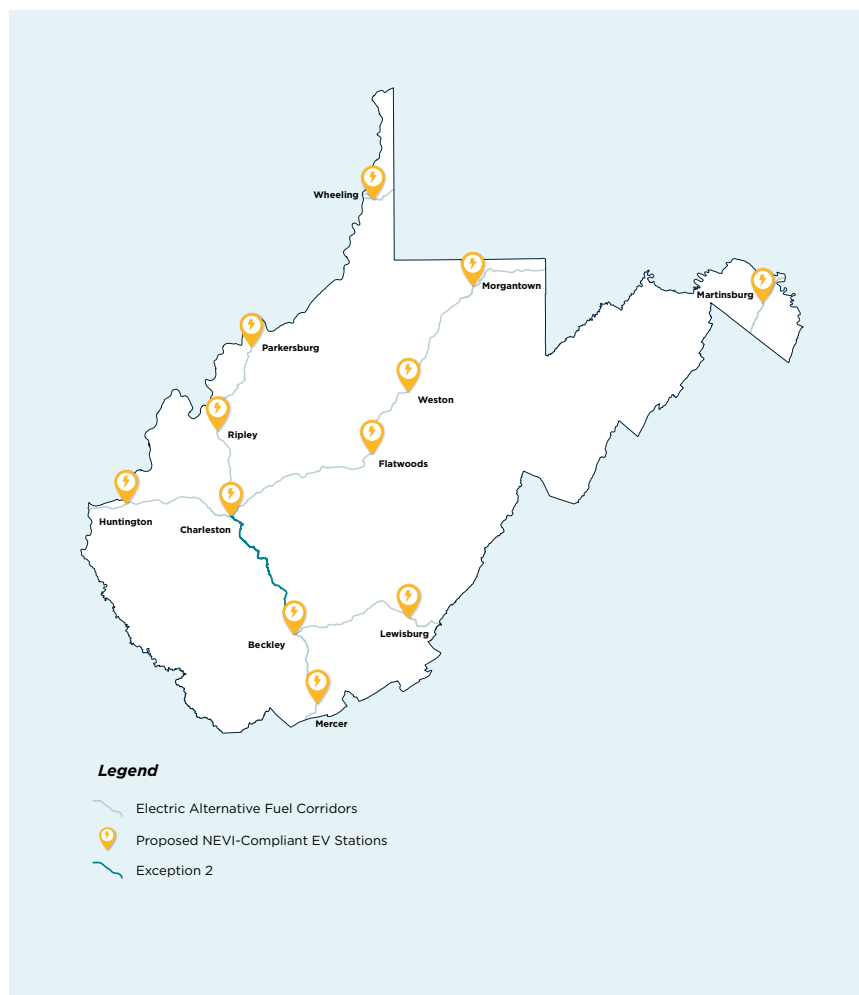 Wheeling
Morgantown
Martinsburg
Parkersburg
Weston
Ripley
Flatwoods
Huntington
Charleston
Lewisburg
Beckley
Mercer
Legend
Electric Alternative Fuel Corridors
Proposed NEVI-Compliant EV Stations
Exception 2